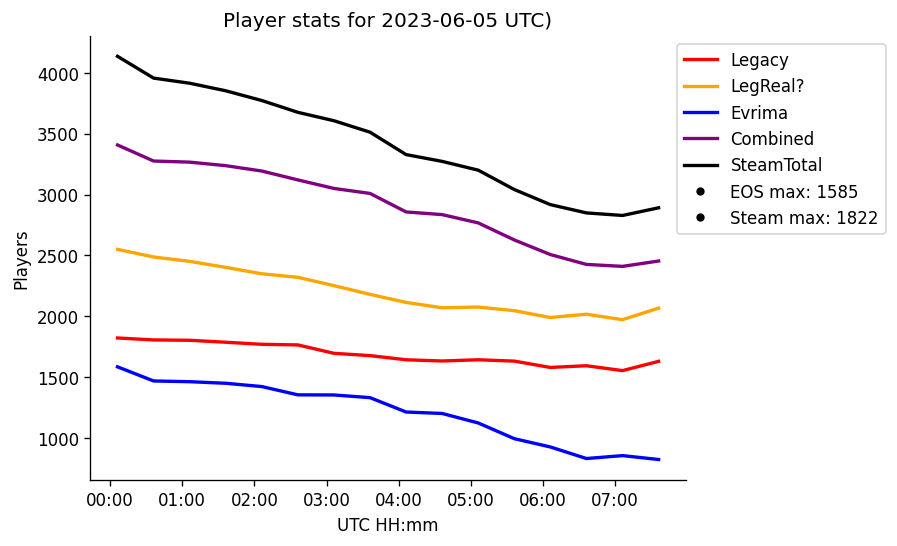 Player stats for 2023-06-05 UTC)
4000
3500
3000
2500
2000
1500
1000
Players
00:00 01:00 02:00 03:00 04:00 05:00 06:00 07:00
UTC HH:mm
Legacy
LegReal?
Evrima
Combined
SteamTotal
EOS max: 1585
Steam max: 1822